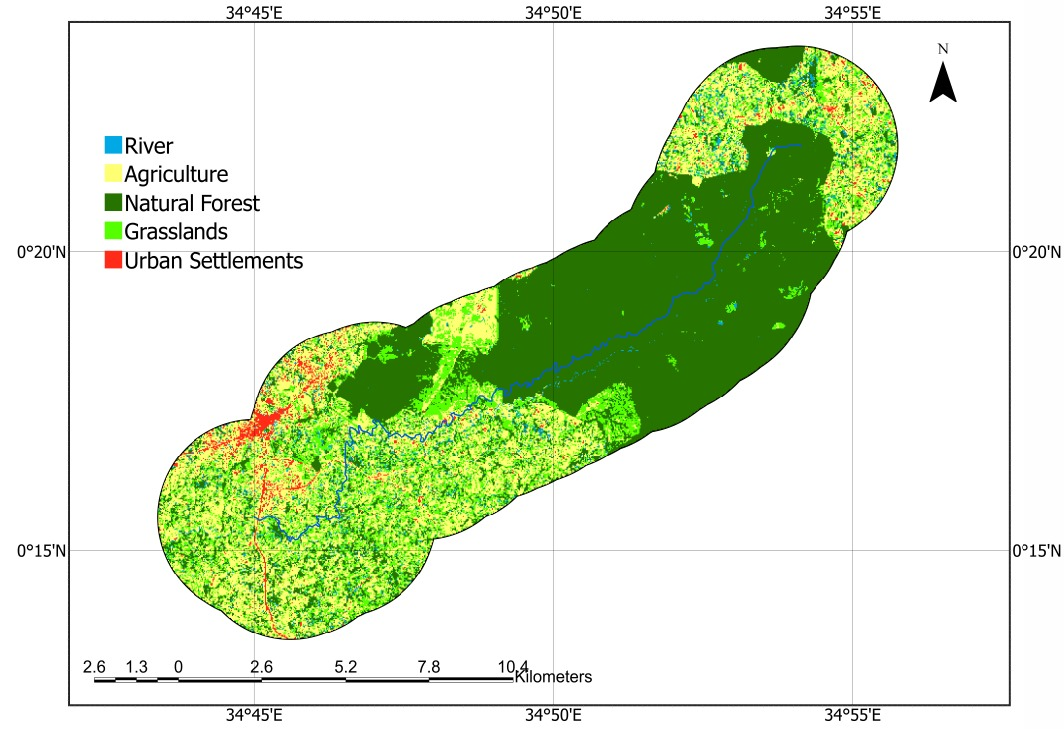 34°45'E 34°50'E 34°55'E
N
River
Agriculture
Natural Forest
Grasslands
Urban Settlements
0°20'N 0°20'N
0°15'N 0°15'N
2.6 1.3 0 2.6 5.2 7.8 10.4
Kilometers
34°45'E 34°50'E 34°55'E